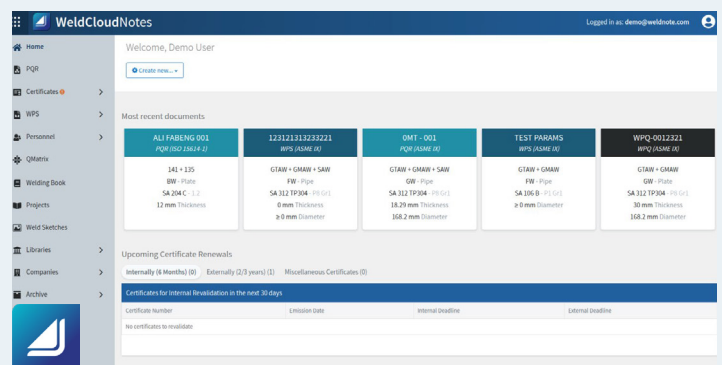 WeldCloudNotes
Logged in as: demo@weldnote.com
Home
PQR
Certificates
WPS
Personnel
QMatrix
Welding Book
Projects
Weld Sketches
Libraries
Companies
Archive
Welcome, Demo User
Create new...
Most recent documents
ALI FABENG 001
PQR (ISO 15614-1)
141 + 135
BW - Plate
SA 204 C - 1.2
12 mm Thickness
123121313233221
WPS (ASME IX)
GTAW + GMAW + SAW
FW - Pipe
SA 312 TP304 - P8 Gr1
0 mm Thickness
≥ 0 mm Diameter
OMT - 001
PQR (ASME IX)
GTAW + GMAW + SAW
GW - Pipe
SA 312 TP304 - P8 Gr1
18.29 mm Thickness
168.2 mm Diameter
TEST PARAMS
WPS (ASME IX)
GTAW + GMAW
FW - Pipe
SA 106 B - P1 Gr1
≥ 0 mm Diameter
WPQ-0012321
WPQ (ASME IX)
GTAW + GMAW
GW - Pipe
SA 312 TP304 - P8 Gr1
30 mm Thickness
168.2 mm Diameter
Upcoming Certificate Renewals
Internally (6 Months) (0) Externally (2/3 years) (1) Miscellaneous Certificates (0)
Certificates for Internal Revalidation in the next 30 days
Certificate Number Emission Date Internal Deadline External Deadline
No certificates to revalidate